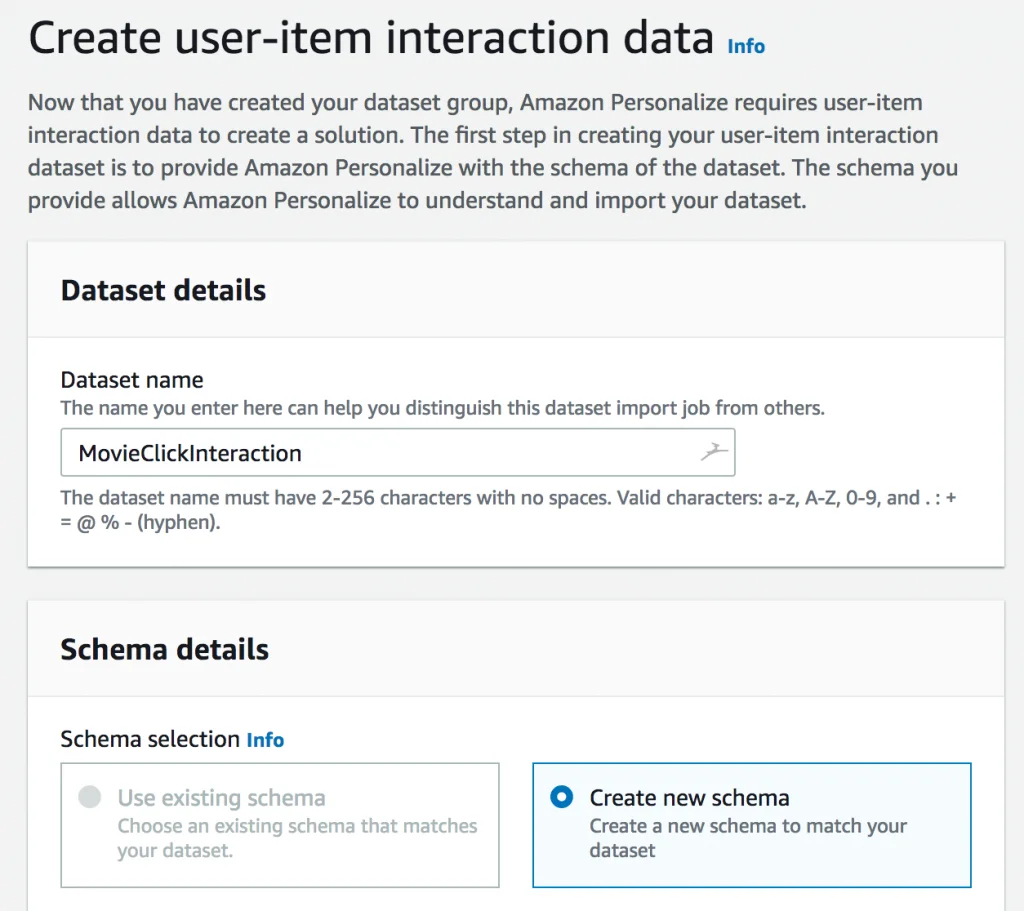 Create user-item interaction data Info
Now that you have created your dataset group, Amazon Personalize requires user-item
interaction data to create a solution. The first step in creating your user-item interaction
dataset is to provide Amazon Personalize with the schema of the dataset. The schema you
provide allows Amazon Personalize to understand and import your dataset.
Dataset details
Dataset name
The name you enter here can help you distinguish this dataset import job from others.
MovieClickInteraction
The dataset name must have 2-256 characters with no spaces. Valid characters: a-z, A-Z, 0-9, and . : +
= @ % - (hyphen).
Schema details
Schema selection Info
Use existing schema
Choose an existing schema that matches
your dataset.
Create new schema
Create a new schema to match your
dataset